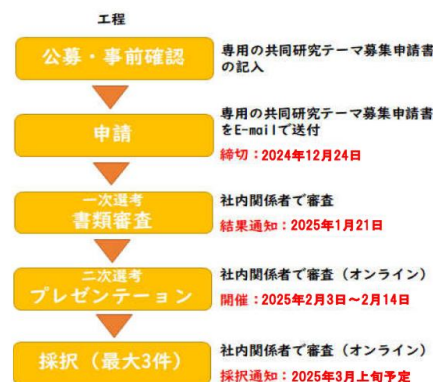 工程
公募・事前確認
専用の共同研究テーマ募集申請書
の記入
申請
専用の共同研究テーマ募集申請書
をE-mailで送付
締切：2024年12月24日
一次選考
書類審査
社内関係者で審査
結果通知：2025年1月21日
二次選考
プレゼンテーション
社内関係者で審査（オンライン）
開催：2025年2月3日～2月14日
採択（最大3件）
社内関係者で審査（オンライン）
採択通知：2025年3月上旬予定